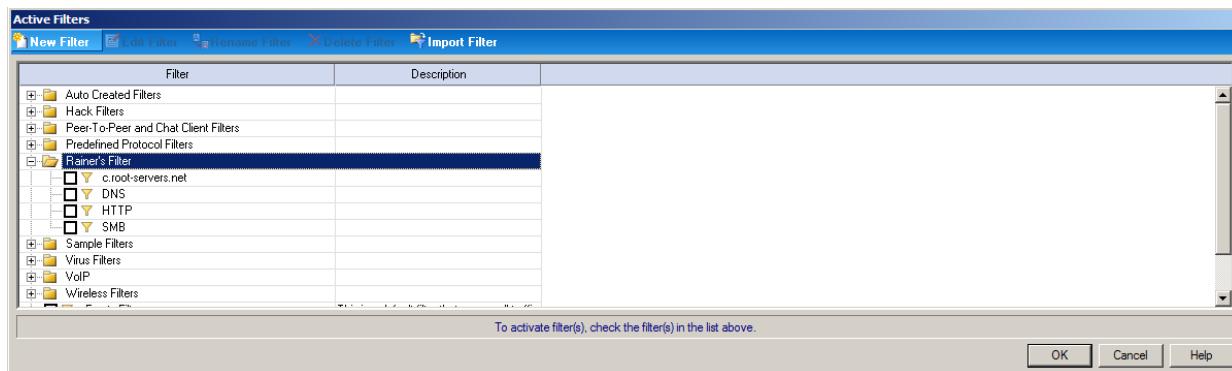 Active Filters
New Filter Edit Filter Rename Filter Delete Filter Import Filter
Filter Description
Auto Created Filters
Hack Filters
Peer-To-Peer and Chat Client Filters
Predefined Protocol Filters
Rainer's Filter
c.root-servers.net
DNS
HTTP
SMB
Sample Filters
Virus Filters
VoIP
Wireless Filters
To activate filter(s), check the filter(s) in the list above.
OK Cancel Help